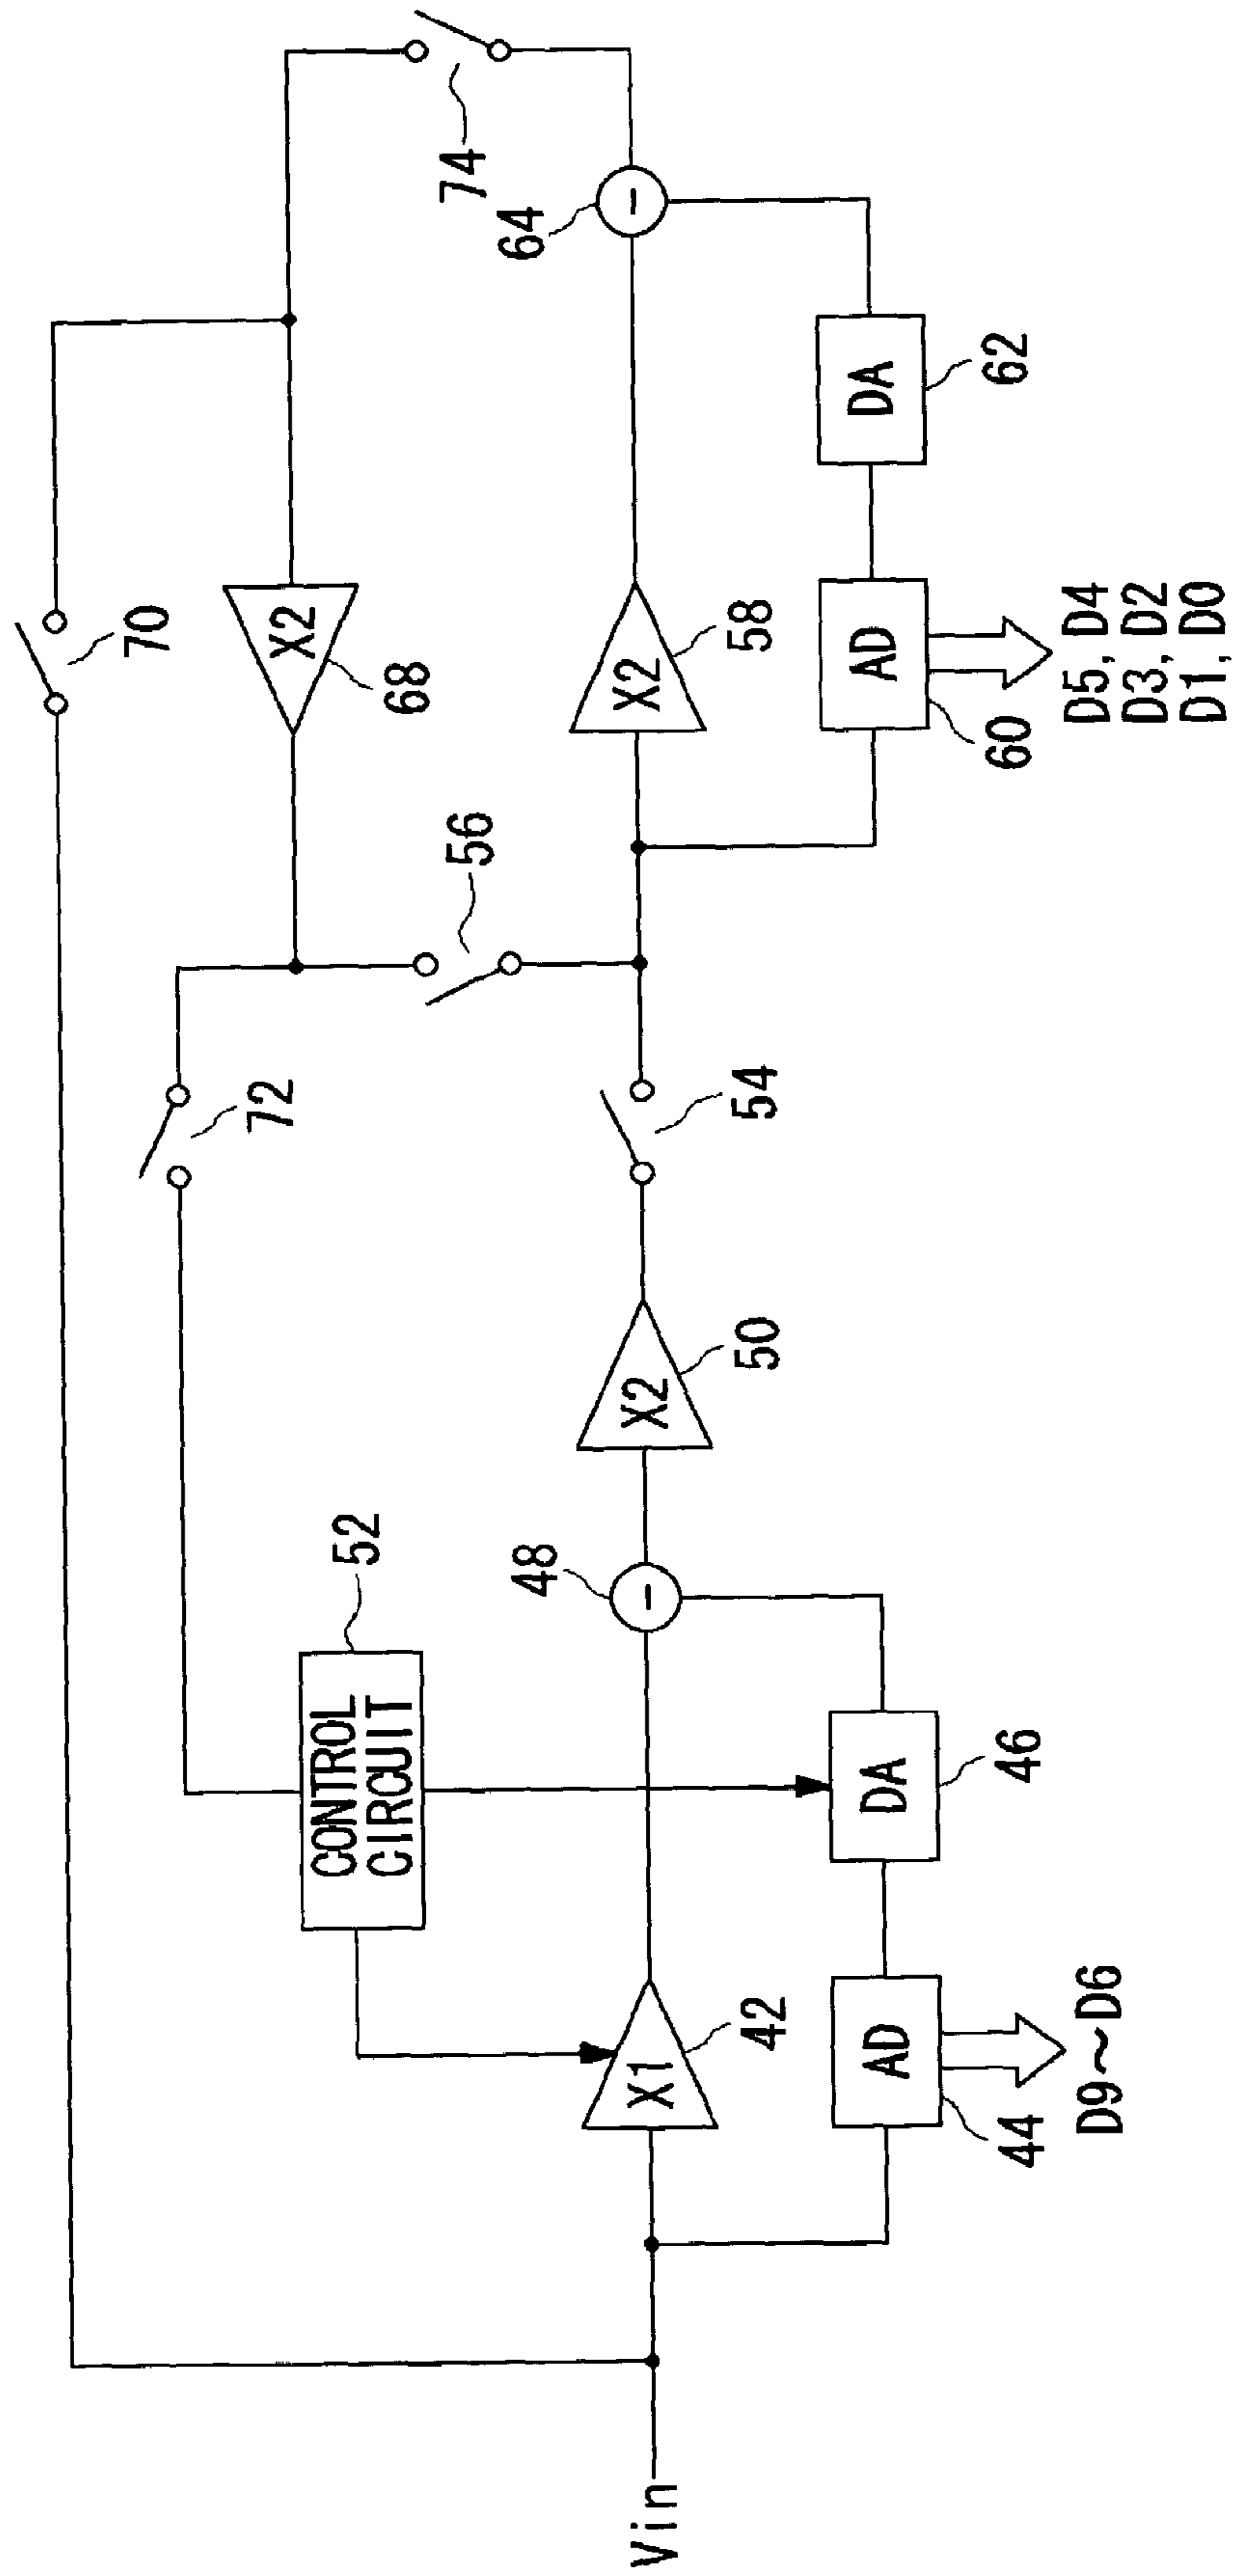 70
72
74
X2
68
CONTROL
CIRCUIT
52
56
Vin
X1
42
48
X2
50
54
X2
58
64
AD
44
DA
46
AD
60
DA
62
D9～D6
D5, D4
D3, D2
D1, D0